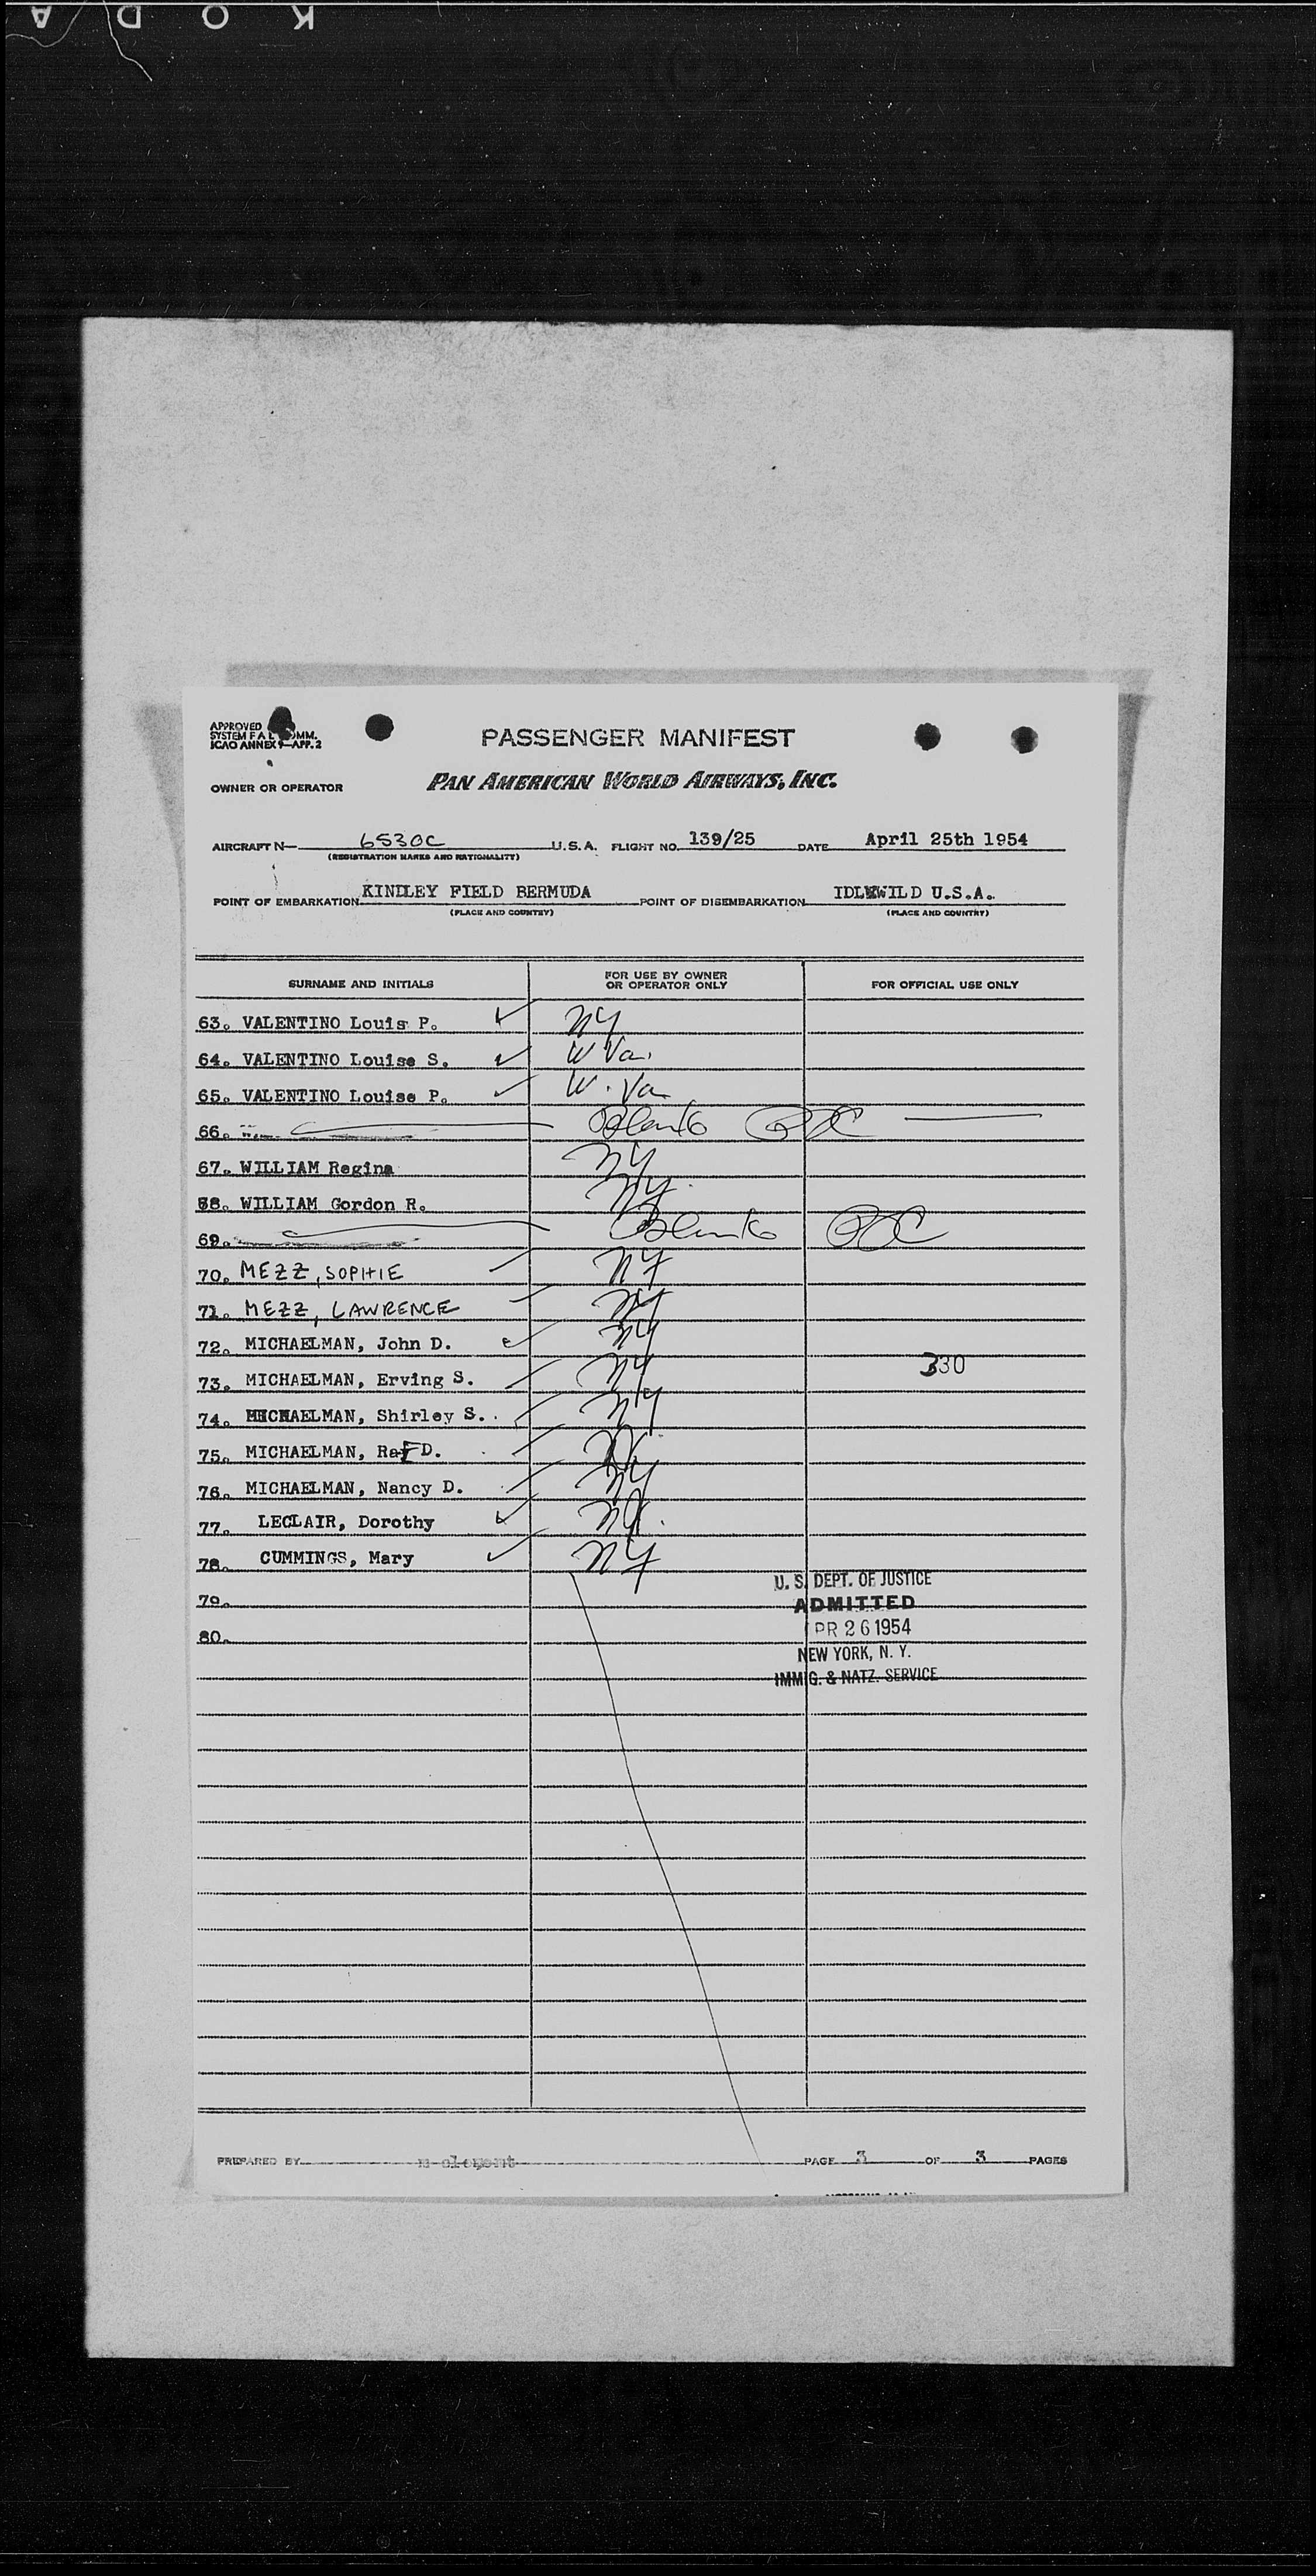 KODA
APPROVED
SYSTEM F A L COMM.
ICAO ANNEX 9—APP. 2
PASSENGER MANIFEST
OWNER OR OPERATOR PAN AMERICAN WORLD AIRWAYS, INC.
AIRCRAFT N— 6530C U.S.A. FLIGHT NO. 139/25 DATE April 25th 1954
(REGISTRATION MARKS AND NATIONALITY)
POINT OF EMBARKATION KINDLEY FIELD BERMUDA POINT OF DISEMBARKATION IDLEWILD U.S.A.
(PLACE AND COUNTRY) (PLACE AND COUNTRY)
SURNAME AND INITIALS FOR USE BY OWNER OR OPERATOR ONLY FOR OFFICIAL USE ONLY
63. VALENTINO Louis P. ✓ NY
64. VALENTINO Louise S. ✓ W Va.
65. VALENTINO Louise P. ✓ W. Va
66. Blank
67. WILLIAM Regina NY
68. WILLIAM Gordon R. NY.
69. Blank
70. MEZZ, SOPHIE NY
71. MEZZ, LAWRENCE NY
72. MICHAELMAN, John D. ✓ NY
73. MICHAELMAN, Erving S. NY 330
74. MICHAELMAN, Shirley S. NY
75. MICHAELMAN, RaF D. NY
76. MICHAELMAN, Nancy D. NY
77. LECLAIR, Dorothy ✓ NY.
78. CUMMINGS, Mary ✓ NY
79.
80.
U. S. DEPT. OF JUSTICE
ADMITTED
PR 26 1954
NEW YORK, N. Y.
IMMIG. & NATZ. SERVICE
PREPARED BY m clement PAGE 3 OF 3 PAGES